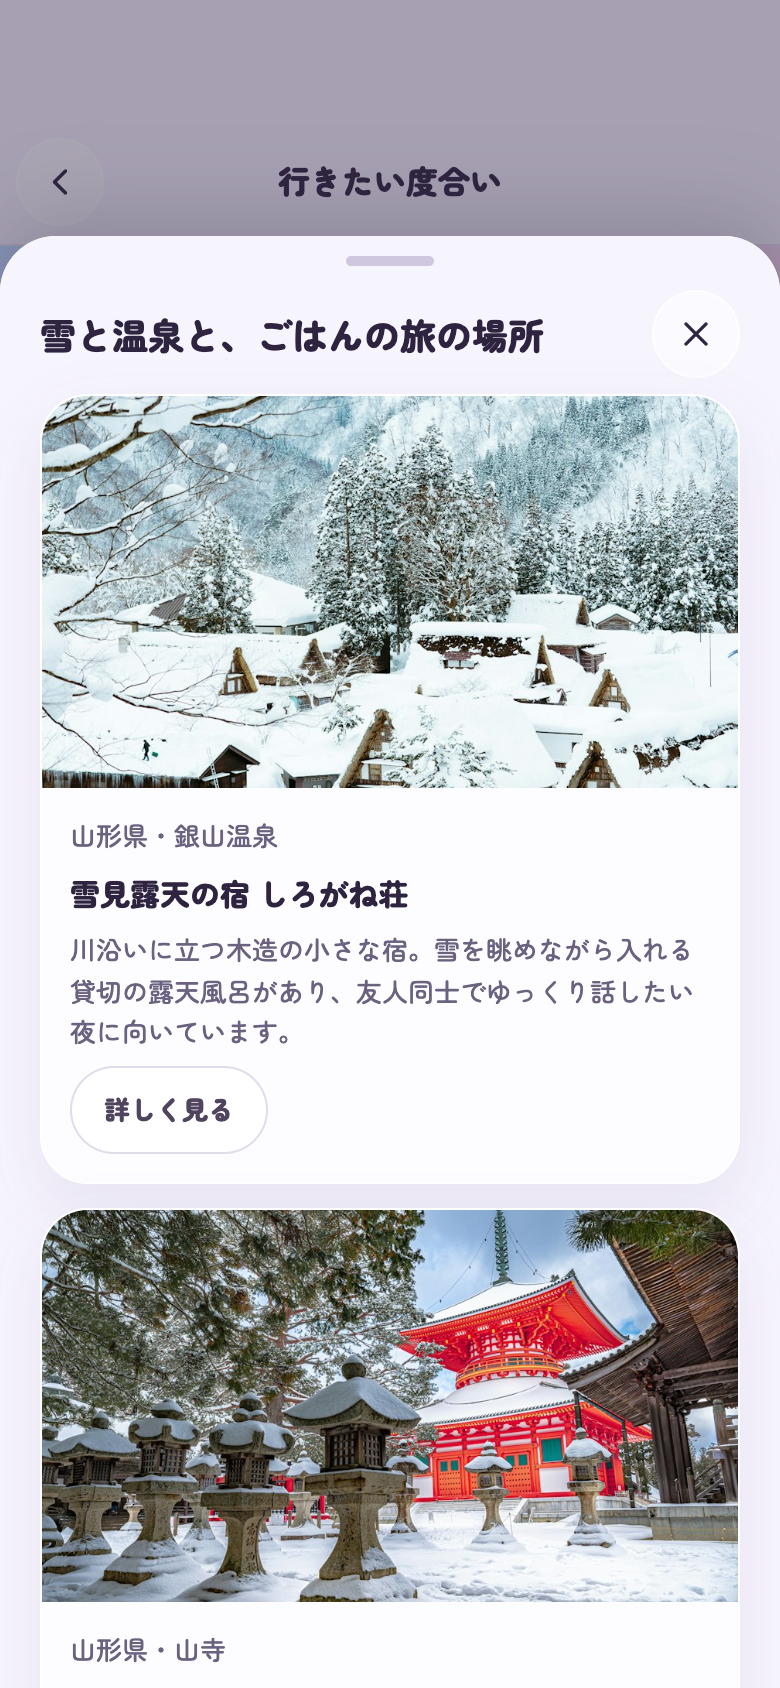 行きたい度合い
雪と温泉と、ごはんの旅の場所
山形県・銀山温泉
雪見露天の宿 しろがね荘
川沿いに立つ木造の小さな宿。雪を眺めながら入れる
貸切の露天風呂があり、友人同士でゆっくり話したい
夜に向いています。
詳しく見る
山形県・山寺